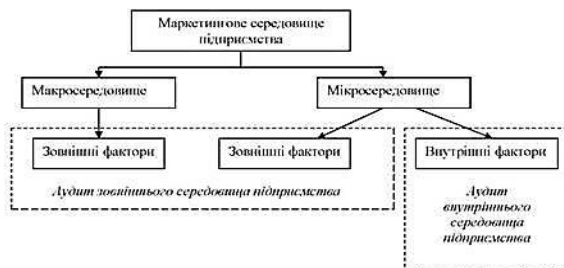 Маркетингове середовище
підприємства
Макросередовище
Мікросередовище
Зовнішні фактори
Зовнішні фактори
Внутрішні фактори
Аудит зовнішнього середовища підприємства
Аудит
внутрішнього
середовища
підприємства